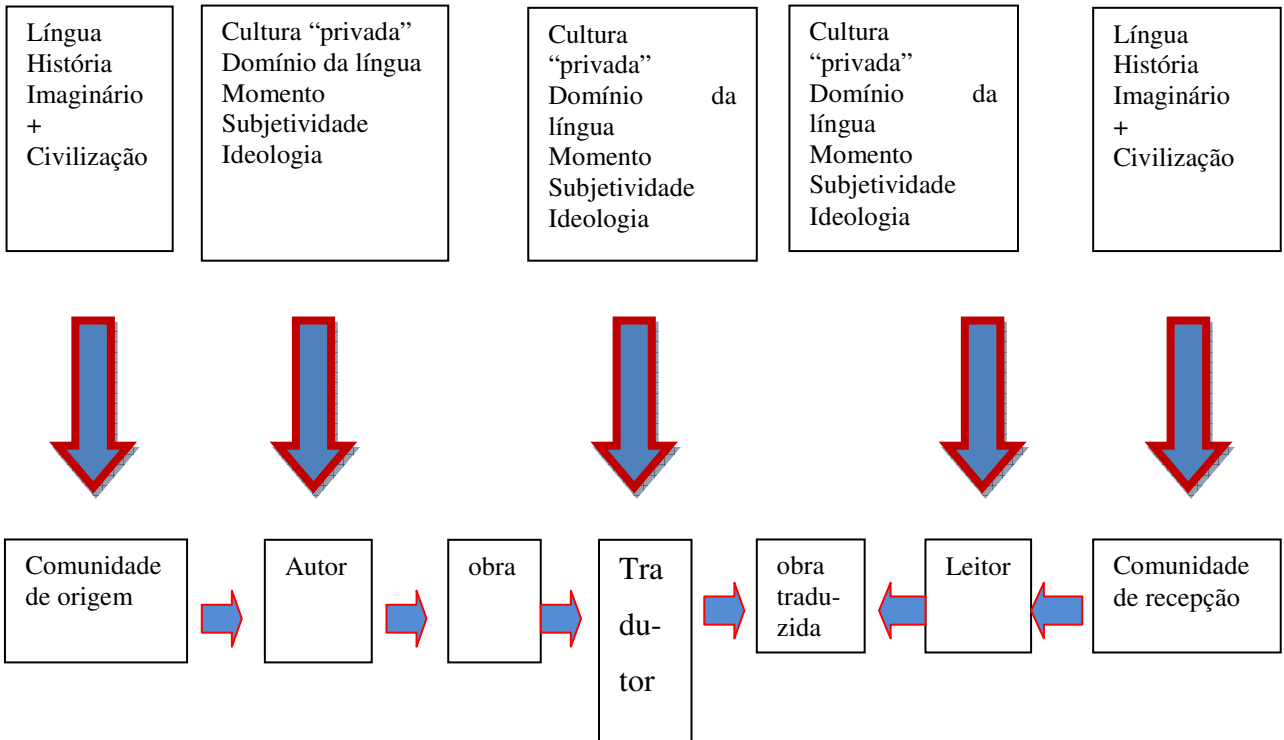 Língua
História
Imaginário
+
Civilização
Cultura “privada”
Domínio da língua
Momento
Subjetividade
Ideologia
Cultura
“privada”
Domínio da
língua
Momento
Subjetividade
Ideologia
Cultura
“privada”
Domínio da
língua
Momento
Subjetividade
Ideologia
Língua
História
Imaginário
+
Civilização
Comunidade
de origem
Autor
obra
Tra
du-
tor
obra
tradu-
zida
Leitor
Comunidade
de recepção